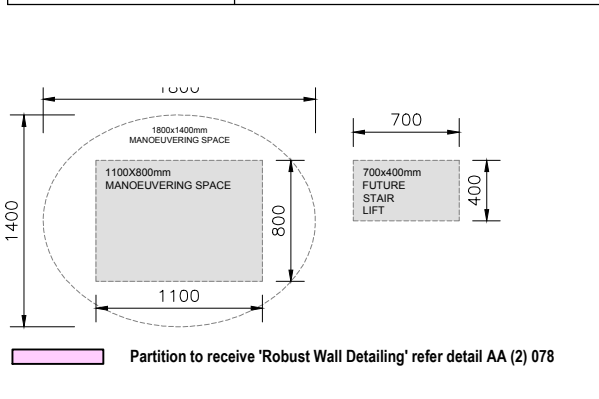 1800
1800x1400mm
MANOEUVERING SPACE
1100X800mm
MANOEUVERING SPACE
1400
800
1100
700
700x400mm
FUTURE
STAIR
LIFT
400
Partition to receive 'Robust Wall Detailing' refer detail AA (2) 078